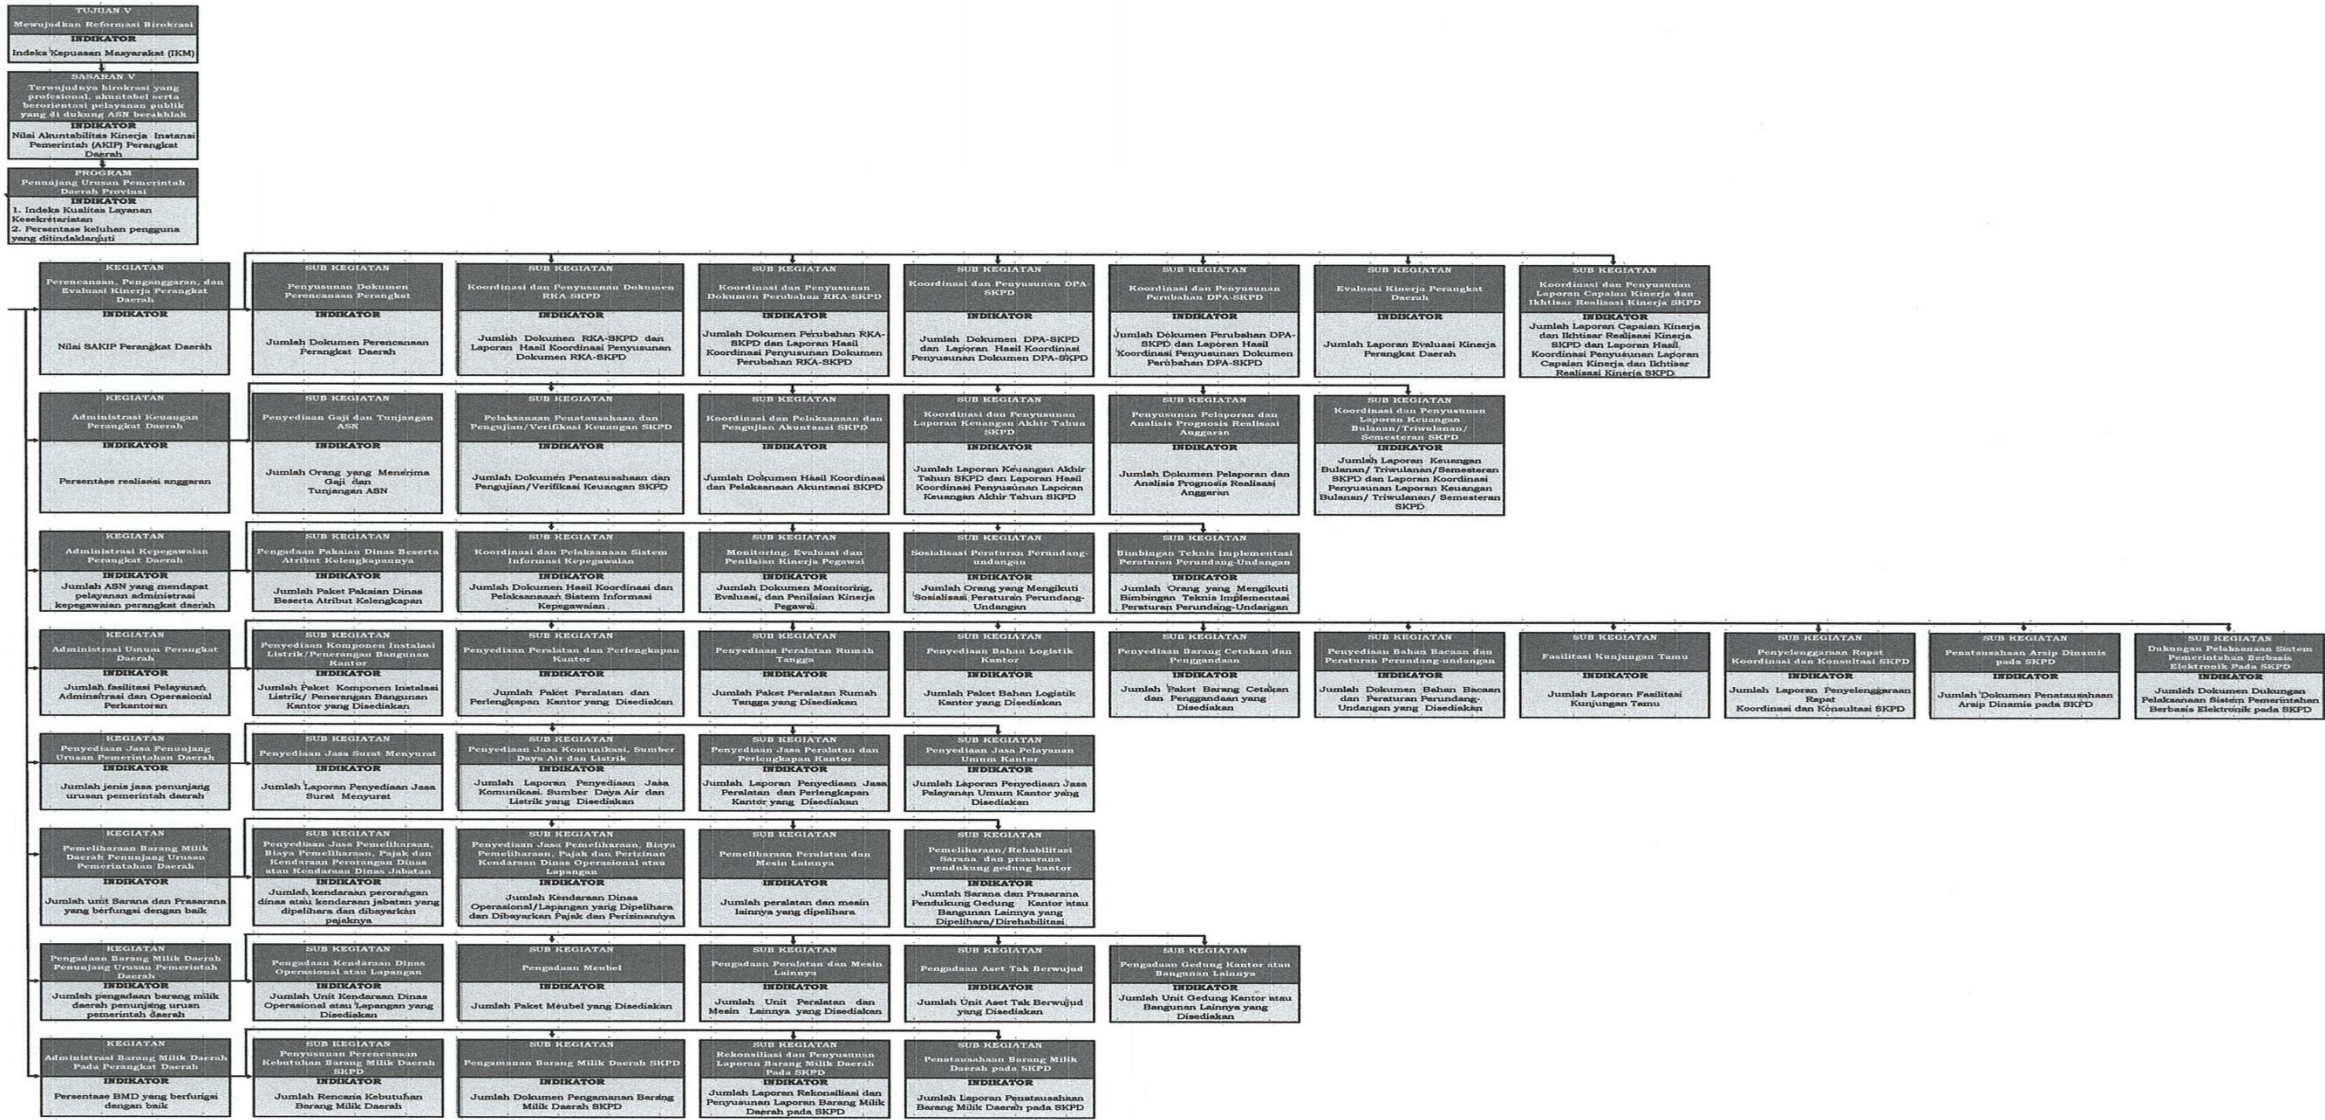 TUJUAN V
Mewujudkan Reformasi Birokrasi
INDIKATOR
Indeks Kepuasan Masyarakat (IKM)
SASARAN V
Terwujudnya birokrasi yang
profesional, akuntabel serta
berorientasi pelayanan publik
yang di dukung ASN berakhlak
INDIKATOR
Nilai Akuntabilitas Kinerja Instansi
Pemerintah (AKIP) Perangkat
Daerah
PROGRAM
Penunjang Urusan Pemerintah
Daerah Provinsi
INDIKATOR
1. Indeks Kualitas Layanan
Kesekretariatan
2. Persentase keluhan pengguna
yang ditindaklanjuti
KEGIATAN
Perencanaan, Penganggaran, dan
Evaluasi Kinerja Perangkat
Daerah
INDIKATOR
Nilai SAKIP Perangkat Daerah
SUB KEGIATAN
Penyusunan Dokumen
Perencanaan Perangkat
INDIKATOR
Jumlah Dokumen Perencanaan
Perangkat Daerah
SUB KEGIATAN
Koordinasi dan Penyusunan Dokumen
RKA-SKPD
INDIKATOR
Jumlah Dokumen RKA-SKPD dan
Laporan Hasil Koordinasi Penyusunan
Dokumen RKA-SKPD
SUB KEGIATAN
Koordinasi dan Penyusunan
Dokumen Perubahan RKA-SKPD
INDIKATOR
Jumlah Dokumen Perubahan RKA-
SKPD dan Laporan Hasil
Koordinasi Penyusunan Dokumen
Perubahan RKA-SKPD
SUB KEGIATAN
Koordinasi dan Penyusunan DPA-
SKPD
INDIKATOR
Jumlah Dokumen DPA-SKPD
dan Laporan Hasil Koordinasi
Penyusunan Dokumen DPA-SKPD
SUB KEGIATAN
Koordinasi dan Penyusunan
Perubahan DPA-SKPD
INDIKATOR
Jumlah Dokumen Perubahan DPA-
SKPD dan Laporan Hasil
Koordinasi Penyusunan Dokumen
Perubahan DPA-SKPD
SUB KEGIATAN
Evaluasi Kinerja Perangkat
Daerah
INDIKATOR
Jumlah Laporan Evaluasi Kinerja
Perangkat Daerah
SUB KEGIATAN
Koordinasi dan Penyusunan
Laporan Capaian Kinerja dan
Ikhtisar Realisasi Kinerja SKPD
INDIKATOR
Jumlah Laporan Capaian Kinerja
dan Ikhtisar Realisasi Kinerja
SKPD dan Laporan Hasil
Koordinasi Penyusunan Laporan
Capaian Kinerja dan Ikhtisar
Realisasi Kinerja SKPD
KEGIATAN
Administrasi Keuangan
Perangkat Daerah
INDIKATOR
Persentase realisasi anggaran
SUB KEGIATAN
Penyediaan Gaji dan Tunjangan
ASN
INDIKATOR
Jumlah Orang yang Menerima
Gaji dan
Tunjangan ASN
SUB KEGIATAN
Pelaksanaan Penatausahaan dan
Pengujian/Verifikasi Keuangan SKPD
INDIKATOR
Jumlah Dokumen Penatausahaan dan
Pengujian/Verifikasi Keuangan SKPD
SUB KEGIATAN
Koordinasi dan Pelaksanaan dan
Pengujian Akuntansi SKPD
INDIKATOR
Jumlah Dokumen Hasil Koordinasi
dan Pelaksanaan Akuntansi SKPD
SUB KEGIATAN
Koordinasi dan Penyusunan
Laporan Keuangan Akhir Tahun
SKPD
INDIKATOR
Jumlah Laporan Keuangan Akhir
Tahun SKPD dan Laporan Hasil
Koordinasi Penyusunan Laporan
Keuangan Akhir Tahun SKPD
SUB KEGIATAN
Penyusunan Pelaporan dan
Analisis Prognosis Realisasi
Anggaran
INDIKATOR
Jumlah Dokumen Pelaporan dan
Analisis Prognosis Realisasi
Anggaran
SUB KEGIATAN
Koordinasi dan Penyusunan
Laporan Keuangan
Bulanan/Triwulanan/
Semesteran SKPD
INDIKATOR
Jumlah Laporan Keuangan
Bulanan/ Triwulanan/Semesteran
SKPD dan Laporan Koordinasi
Penyusunan Laporan Keuangan
Bulanan/ Triwulanan/ Semesteran
SKPD
KEGIATAN
Administrasi Kepegawaian
Perangkat Daerah
INDIKATOR
Jumlah ASN yang mendapat
pelayanan administrasi
kepegawaian perangkat daerah
SUB KEGIATAN
Pengadaan Pakaian Dinas Beserta
Atribut Kelengkapannya
INDIKATOR
Jumlah Paket Pakaian Dinas
Beserta Atribut Kelengkapan
SUB KEGIATAN
Koordinasi dan Pelaksanaan Sistem
Informasi Kepegawaian
INDIKATOR
Jumlah Dokumen Hasil Koordinasi dan
Pelaksanaan Sistem Informasi
Kepegawaian
SUB KEGIATAN
Monitoring, Evaluasi dan
Penilaian Kinerja Pegawai
INDIKATOR
Jumlah Dokumen Monitoring,
Evaluasi, dan Penilaian Kinerja
Pegawai
SUB KEGIATAN
Sosialisasi Peraturan Perundang-
undangan
INDIKATOR
Jumlah Orang yang Mengikuti
Sosialisasi Peraturan Perundang-
Undangan
SUB KEGIATAN
Bimbingan Teknis Implementasi
Peraturan Perundang-Undangan
INDIKATOR
Jumlah Orang yang Mengikuti
Bimbingan Teknis Implementasi
Peraturan Perundang-Undangan
KEGIATAN
Administrasi Umum Perangkat
Daerah
INDIKATOR
Jumlah fasilitasi Pelayanan
Administrasi dan Operasional
Perkantoran
SUB KEGIATAN
Penyediaan Komponen Instalasi
Listrik/Penerangan Bangunan
Kantor
INDIKATOR
Jumlah Paket Komponen Instalasi
Listrik/ Penerangan Bangunan
Kantor yang Disediakan
SUB KEGIATAN
Penyediaan Peralatan dan Perlengkapan
Kantor
INDIKATOR
Jumlah Paket Peralatan dan
Perlengkapan Kantor yang Disediakan
SUB KEGIATAN
Penyediaan Peralatan Rumah
Tangga
INDIKATOR
Jumlah Paket Peralatan Rumah
Tangga yang Disediakan
SUB KEGIATAN
Penyediaan Bahan Logistik
Kantor
INDIKATOR
Jumlah Paket Bahan Logistik
Kantor yang Disediakan
SUB KEGIATAN
Penyediaan Barang Cetakan dan
Penggandaan
INDIKATOR
Jumlah Paket Barang Cetakan
dan Penggandaan yang
Disediakan
SUB KEGIATAN
Penyediaan Bahan Bacaan dan
Peraturan Perundang-undangan
INDIKATOR
Jumlah Dokumen Bahan Bacaan
dan Peraturan Perundang-
Undangan yang Disediakan
SUB KEGIATAN
Fasilitasi Kunjungan Tamu
INDIKATOR
Jumlah Laporan Fasilitasi
Kunjungan Tamu
SUB KEGIATAN
Penyelenggaraan Rapat
Koordinasi dan Konsultasi SKPD
INDIKATOR
Jumlah Laporan Penyelenggaraan
Rapat
Koordinasi dan Konsultasi SKPD
SUB KEGIATAN
Penatausahaan Arsip Dinamis
pada SKPD
INDIKATOR
Jumlah Dokumen Penatausahaan
Arsip Dinamis pada SKPD
SUB KEGIATAN
Dukungan Pelaksanaan Sistem
Pemerintahan Berbasis
Elektronik Pada SKPD
INDIKATOR
Jumlah Dokumen Dukungan
Pelaksanaan Sistem Pemerintahan
Berbasis Elektronik pada SKPD
KEGIATAN
Penyediaan Jasa Penunjang
Urusan Pemerintahan Daerah
INDIKATOR
Jumlah jenis jasa penunjang
urusan pemerintah daerah
SUB KEGIATAN
Penyediaan Jasa Surat Menyurat
INDIKATOR
Jumlah Laporan Penyediaan Jasa
Surat Menyurat
SUB KEGIATAN
Penyediaan Jasa Komunikasi, Sumber
Daya Air dan Listrik
INDIKATOR
Jumlah Laporan Penyediaan Jasa
Komunikasi, Sumber Daya Air dan
Listrik yang Disediakan
SUB KEGIATAN
Penyediaan Jasa Peralatan dan
Perlengkapan Kantor
INDIKATOR
Jumlah Laporan Penyediaan Jasa
Peralatan dan Perlengkapan
Kantor yang Disediakan
SUB KEGIATAN
Penyediaan Jasa Pelayanan
Umum Kantor
INDIKATOR
Jumlah Laporan Penyediaan Jasa
Pelayanan Umum Kantor yang
Disediakan
KEGIATAN
Pemeliharaan Barang Milik
Daerah Penunjang Urusan
Pemerintah Daerah
INDIKATOR
Jumlah unit Sarana dan Prasarana
yang berfungsi dengan baik
SUB KEGIATAN
Penyediaan Jasa Pemeliharaan,
Biaya Pemeliharaan, Pajak dan
Kendaraan Perorangan Dinas
atau Kendaraan Dinas Jabatan
INDIKATOR
Jumlah kendaraan perorangan
dinas atau kendaraan jabatan yang
dipelihara dan dibayarkan
pajaknya
SUB KEGIATAN
Penyediaan Jasa Pemeliharaan, Biaya
Pemeliharaan, Pajak dan Perizinan
Kendaraan Dinas Operasional atau
Lapangan
INDIKATOR
Jumlah Kendaraan Dinas
Operasional/Lapangan yang Dipelihara
dan Dibayarkan Pajak dan Perizinannya
SUB KEGIATAN
Pemeliharaan Peralatan dan
Mesin Lainnya
INDIKATOR
Jumlah peralatan dan mesin
lainnya yang dipelihara
SUB KEGIATAN
Pemeliharaan/Rehabilitasi
Sarana dan prasarana
pendukung gedung kantor
INDIKATOR
Jumlah Sarana dan Prasarana
Pendukung Gedung Kantor atau
Bangunan Lainnya yang
Dipelihara/Direhabilitasi
KEGIATAN
Pengadaan Barang Milik Daerah
Penunjang Urusan Pemerintah
Daerah
INDIKATOR
Jumlah pengadaan barang milik
daerah penunjang urusn
pemerintah daerah
SUB KEGIATAN
Pengadaan Kendaraan Dinas
Operasional atau Lapangan
INDIKATOR
Jumlah Unit Kendaraan Dinas
Operasional atau Lapangan yang
Disediakan
SUB KEGIATAN
Pengadaan Meubel
INDIKATOR
Jumlah Paket Meubel yang Disediakan
SUB KEGIATAN
Pengadaan Peralatan dan Mesin
Lainnya
INDIKATOR
Jumlah Unit Peralatan dan
Mesin Lainnya yang Disediakan
SUB KEGIATAN
Pengadaan Aset Tak Berwujud
INDIKATOR
Jumlah Unit Aset Tak Berwujud
yang Disediakan
SUB KEGIATAN
Pengadaan Gedung Kantor atau
Bangunan Lainnya
INDIKATOR
Jumlah Unit Gedung Kantor atau
Bangunan Lainnya yang
Disediakan
KEGIATAN
Administrasi Barang Milik Daerah
Pada Perangkat Daerah
INDIKATOR
Persentase BMD yang berfungsi
dengan baik
SUB KEGIATAN
Penyusunan Perencanaan
Kebutuhan Barang Milik Daerah
SKPD
INDIKATOR
Jumlah Rencana Kebutuhan
Barang Milik Daerah
SUB KEGIATAN
Pengamanan Barang Milik Daerah SKPD
INDIKATOR
Jumlah Dokumen Pengamanan Barang
Milik Daerah SKPD
SUB KEGIATAN
Rekonsiliasi dan Penyusunan
Laporan Barang Milik Daerah
Pada SKPD
INDIKATOR
Jumlah Laporan Rekonsiliasi dan
Penyusunan Laporan Barang Milik
Daerah pada SKPD
SUB KEGIATAN
Penatausahaan Barang Milik
Daerah pada SKPD
INDIKATOR
Jumlah Laporan Penatausahaan
Barang Milik Daerah pada SKPD